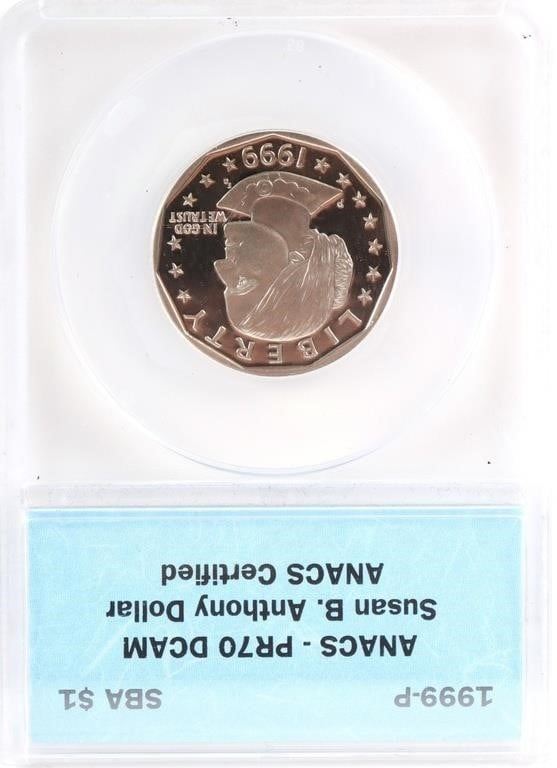 1999-P SBA $1
ANACS - PR70 DCAM
Susan B. Anthony Dollar
ANACS Certified
LIBERTY
IN GOD
WE TRUST
P
1999